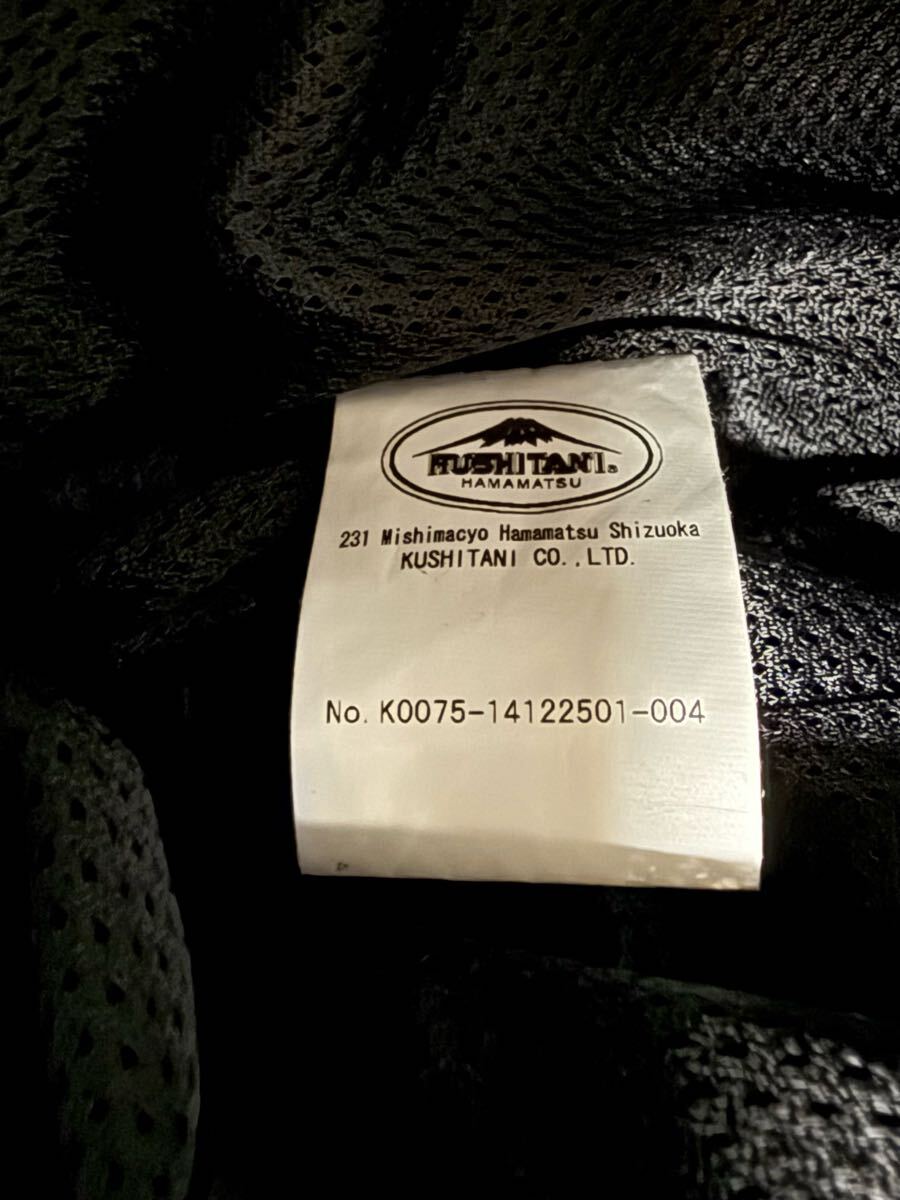 KUSHITANI®
HAMAMATSU
231 Mishimacyo Hamamatsu Shizuoka
KUSHITANI CO.,LTD.
No. K0075-14122501-004